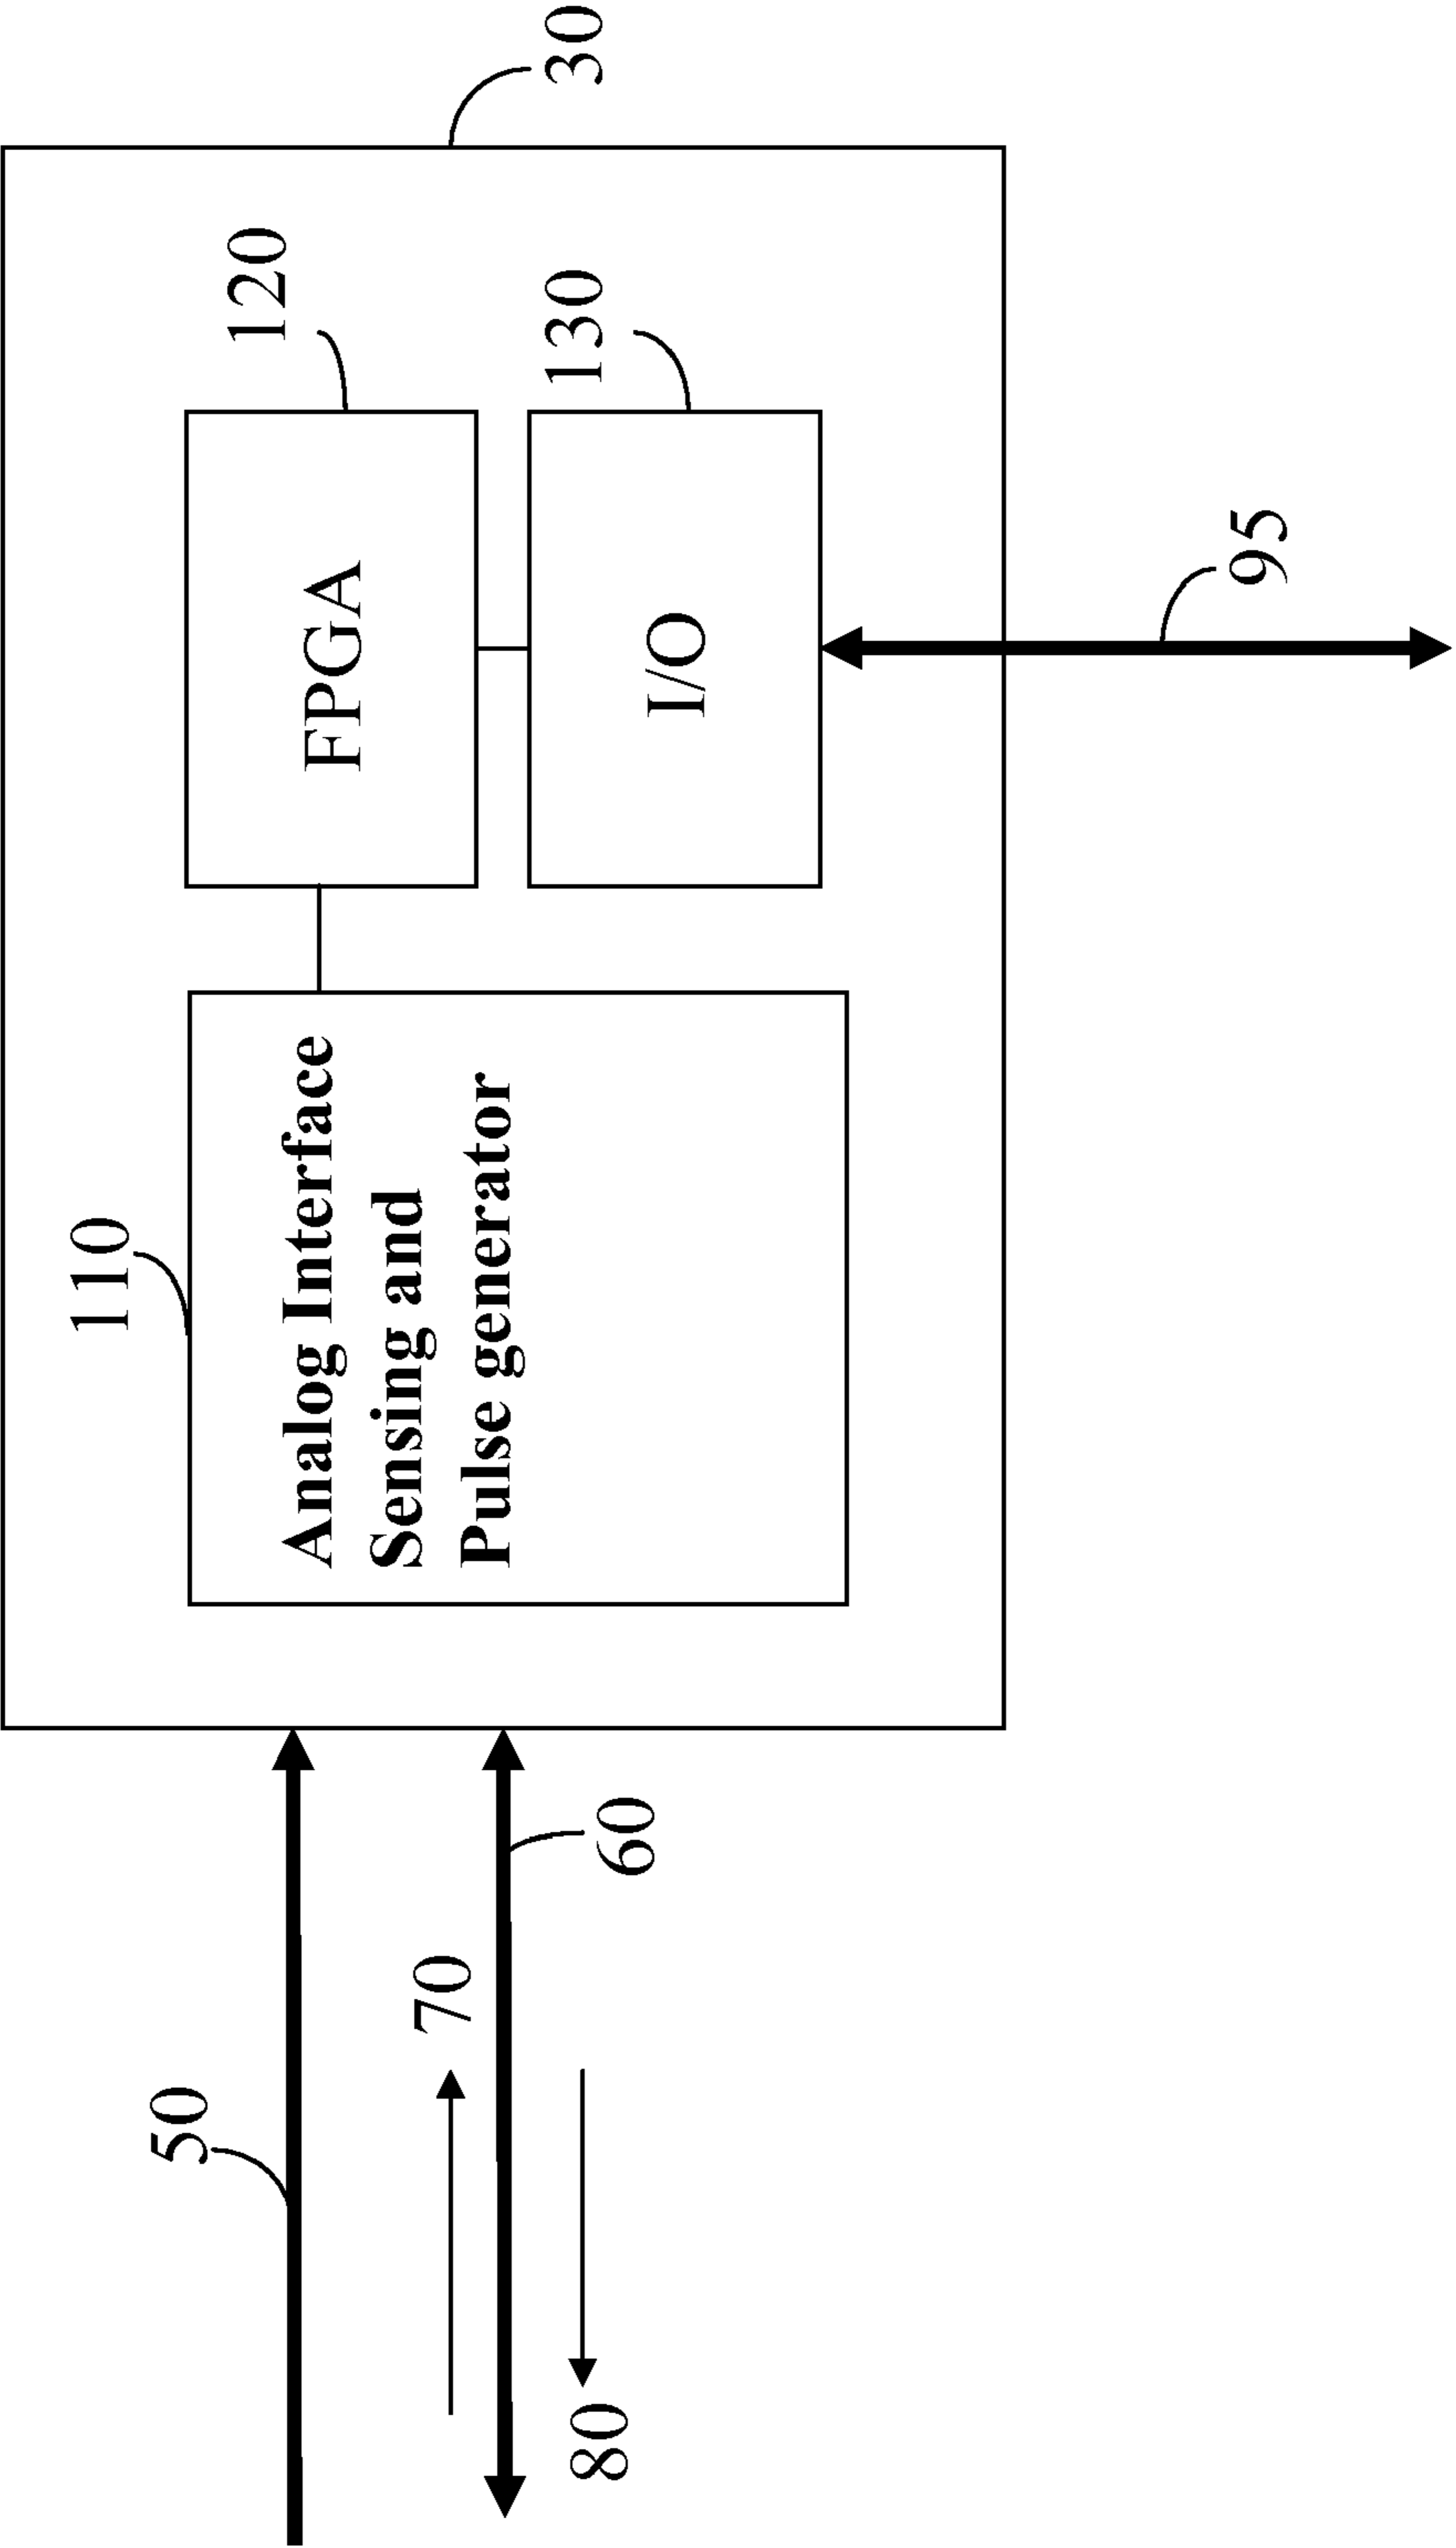 30
120
110
FPGA
130
Analog Interface
Sensing and
Pulse generator
I/O
50
70
60
80
95